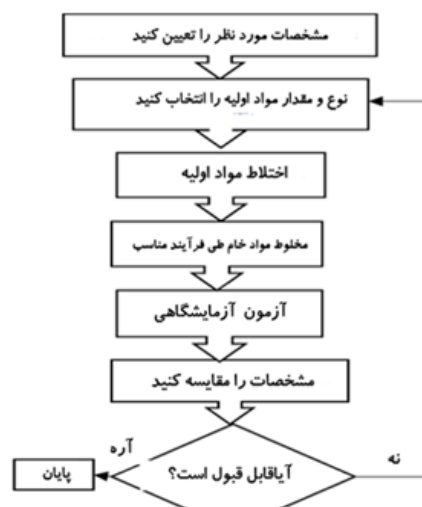 مشخصات مورد نظر را تعیین کنید
نوع و مقدار مواد اولیه را انتخاب کنید
اختلاط مواد اولیه
مخلوط مواد خام طی فرآیند مناسب
آزمون آزمایشگاهی
مشخصات را مقایسه کنید
آره
نه
آیاقابل قبول است؟
پایان